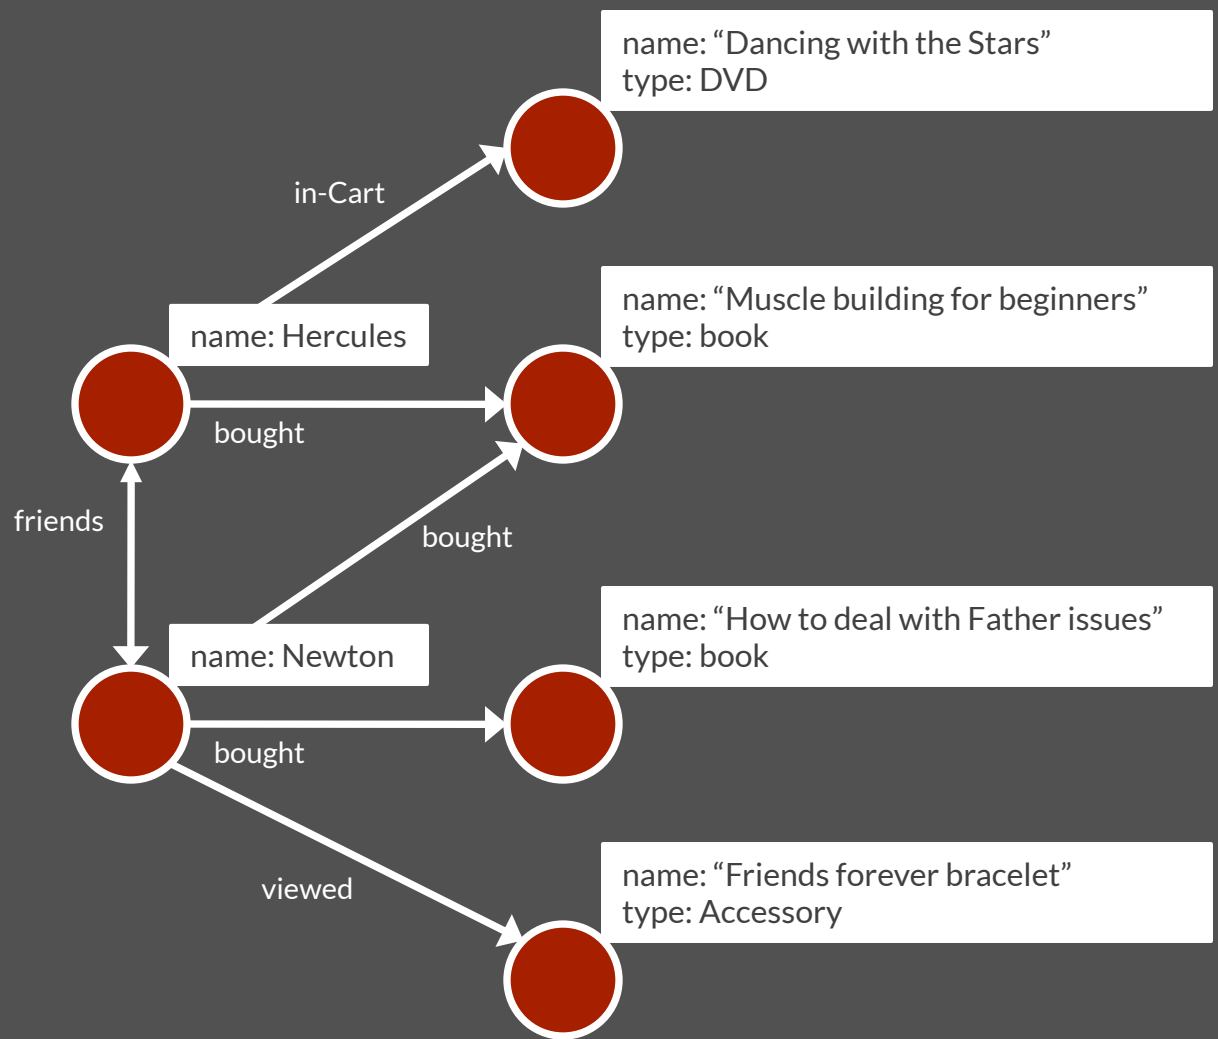 name: “Dancing with the Stars”
type: DVD
in-Cart
name: “Muscle building for beginners”
type: book
name: Hercules
bought
friends
bought
name: “How to deal with Father issues”
type: book
name: Newton
bought
viewed
name: “Friends forever bracelet”
type: Accessory